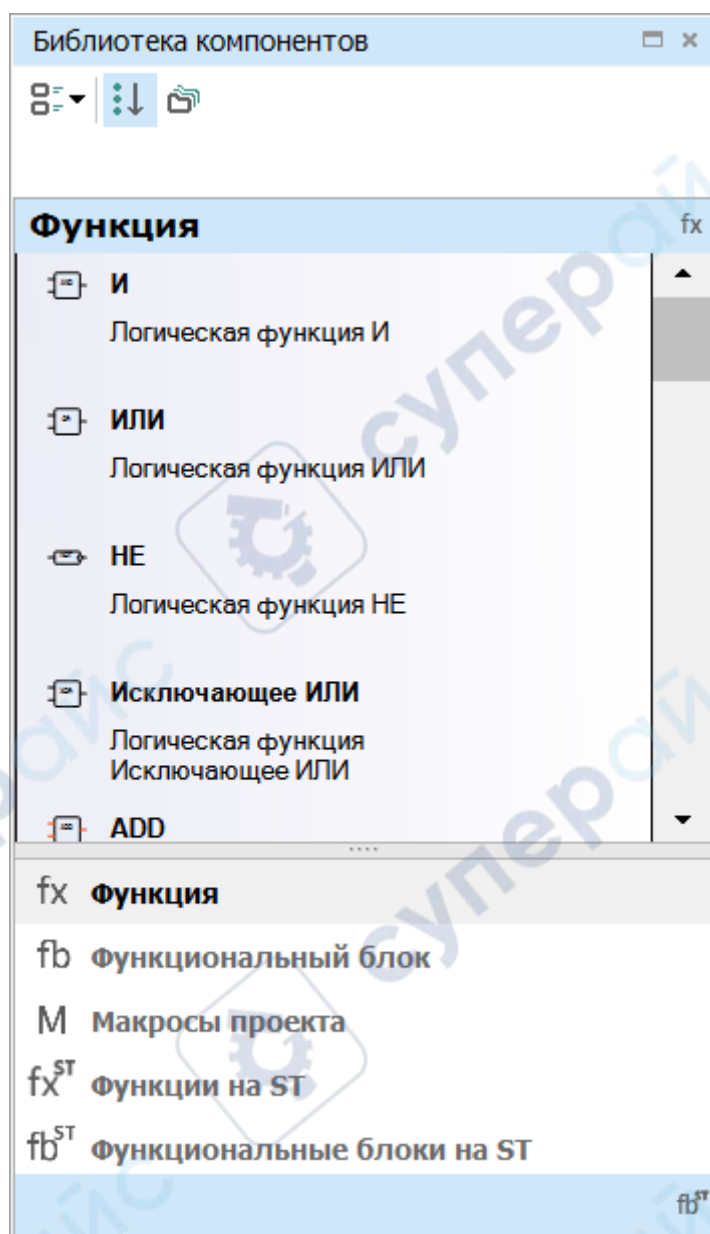 Библиотека компонентов
Функция fx
И
Логическая функция И
ИЛИ
Логическая функция ИЛИ
НЕ
Логическая функция НЕ
Исключающее ИЛИ
Логическая функция
Исключающее ИЛИ
ADD
fx Функция
fb Функциональный блок
M Макросы проекта
fx ST Функции на ST
fb ST Функциональные блоки на ST
fb ST
суперайс
суперайс